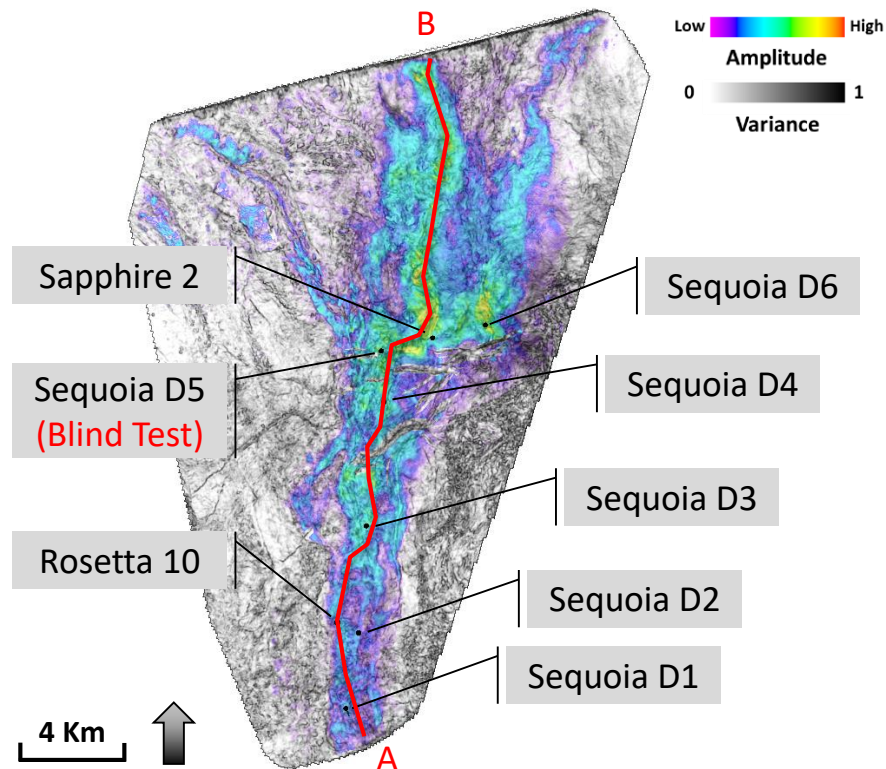 B
Low High
Amplitude
0 1
Variance
Sapphire 2
Sequoia D6
Sequoia D5
(Blind Test)
Sequoia D4
Sequoia D3
Rosetta 10
Sequoia D2
Sequoia D1
4 Km
A